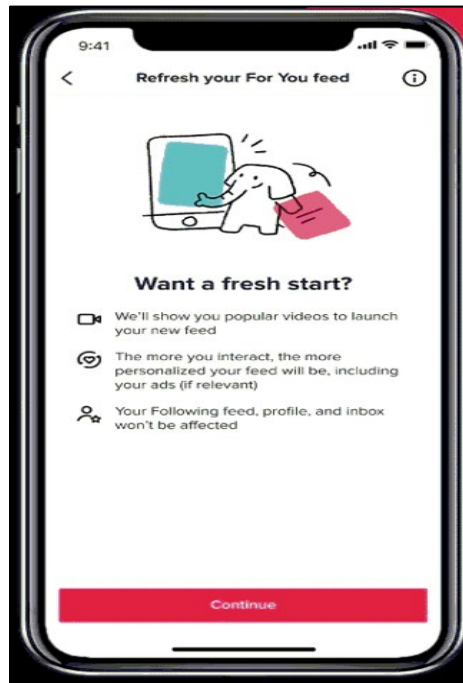 9:41
Refresh your For You feed
Want a fresh start?
We'll show you popular videos to launch
your new feed
The more you interact, the more
personalized your feed will be, including
your ads (if relevant)
Your Following feed, profile, and inbox
won't be affected
Continue